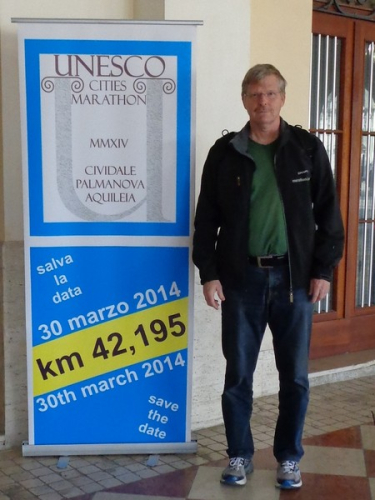 UNESCO
CITIES
MARATHON
MMXIV
CIVIDALE
PALMANOVA
AQUILEIA
salva
la
data
30 marzo 2014
km 42,195
30th march 2014
save
the
date